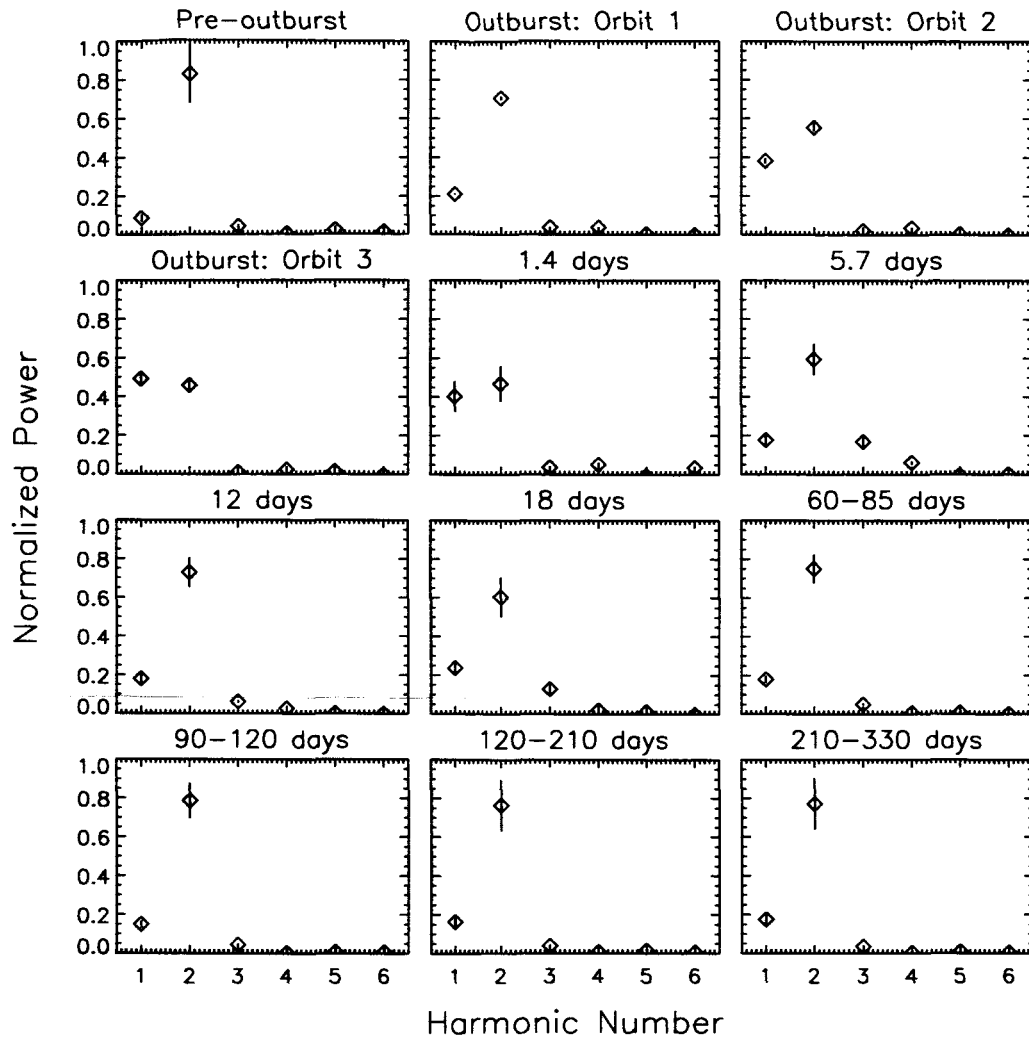 Pre-outburst
Outburst: Orbit 1
Outburst: Orbit 2
1.0
0.8
0.6
0.4
0.2
0.0
Outburst: Orbit 3
1.4 days
5.7 days
1.0
0.8
0.6
0.4
0.2
0.0
12 days
18 days
60-85 days
1.0
0.8
0.6
0.4
0.2
0.0
90-120 days
120-210 days
210-330 days
1.0
0.8
0.6
0.4
0.2
0.0
1 2 3 4 5 6
1 2 3 4 5 6
1 2 3 4 5 6
Normalized Power
Harmonic Number